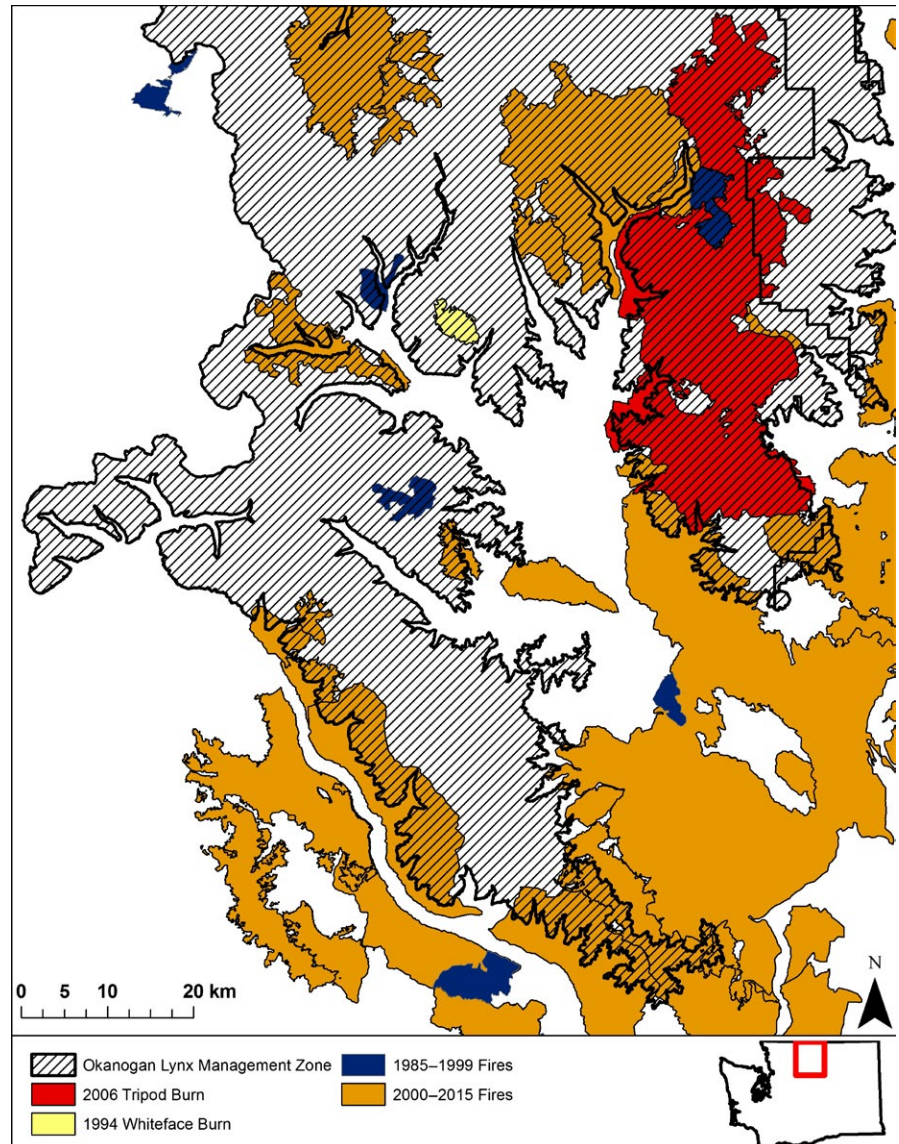 N
0 5 10 20 km
Okanogan Lynx Management Zone
1985–1999 Fires
2006 Tripod Burn
2000–2015 Fires
1994 Whiteface Burn